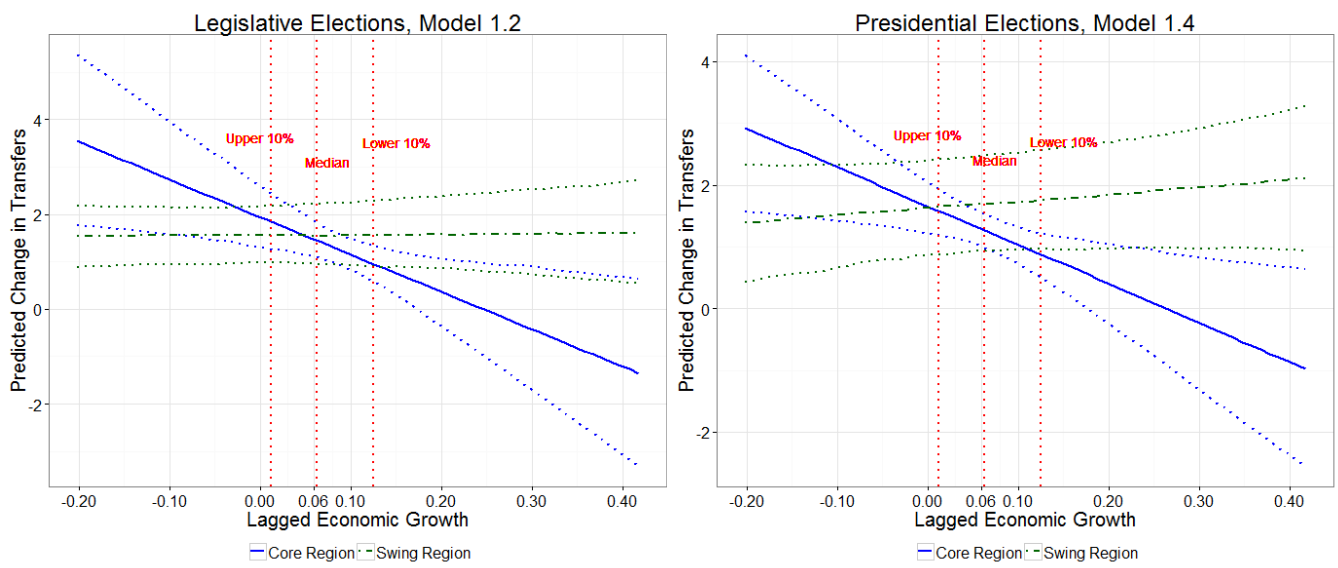 Legislative Elections, Model 1.2
Predicted Change in Transfers
4
2
0
-2
Upper 10%
Median
Lower 10%
-0.20 -0.10 0.00 0.06 0.10 0.20 0.30 0.40
Lagged Economic Growth
Core Region Swing Region
Presidential Elections, Model 1.4
Predicted Change in Transfers
4
2
0
-2
Upper 10%
Median
Lower 10%
-0.20 -0.10 0.00 0.06 0.10 0.20 0.30 0.40
Lagged Economic Growth
Core Region Swing Region